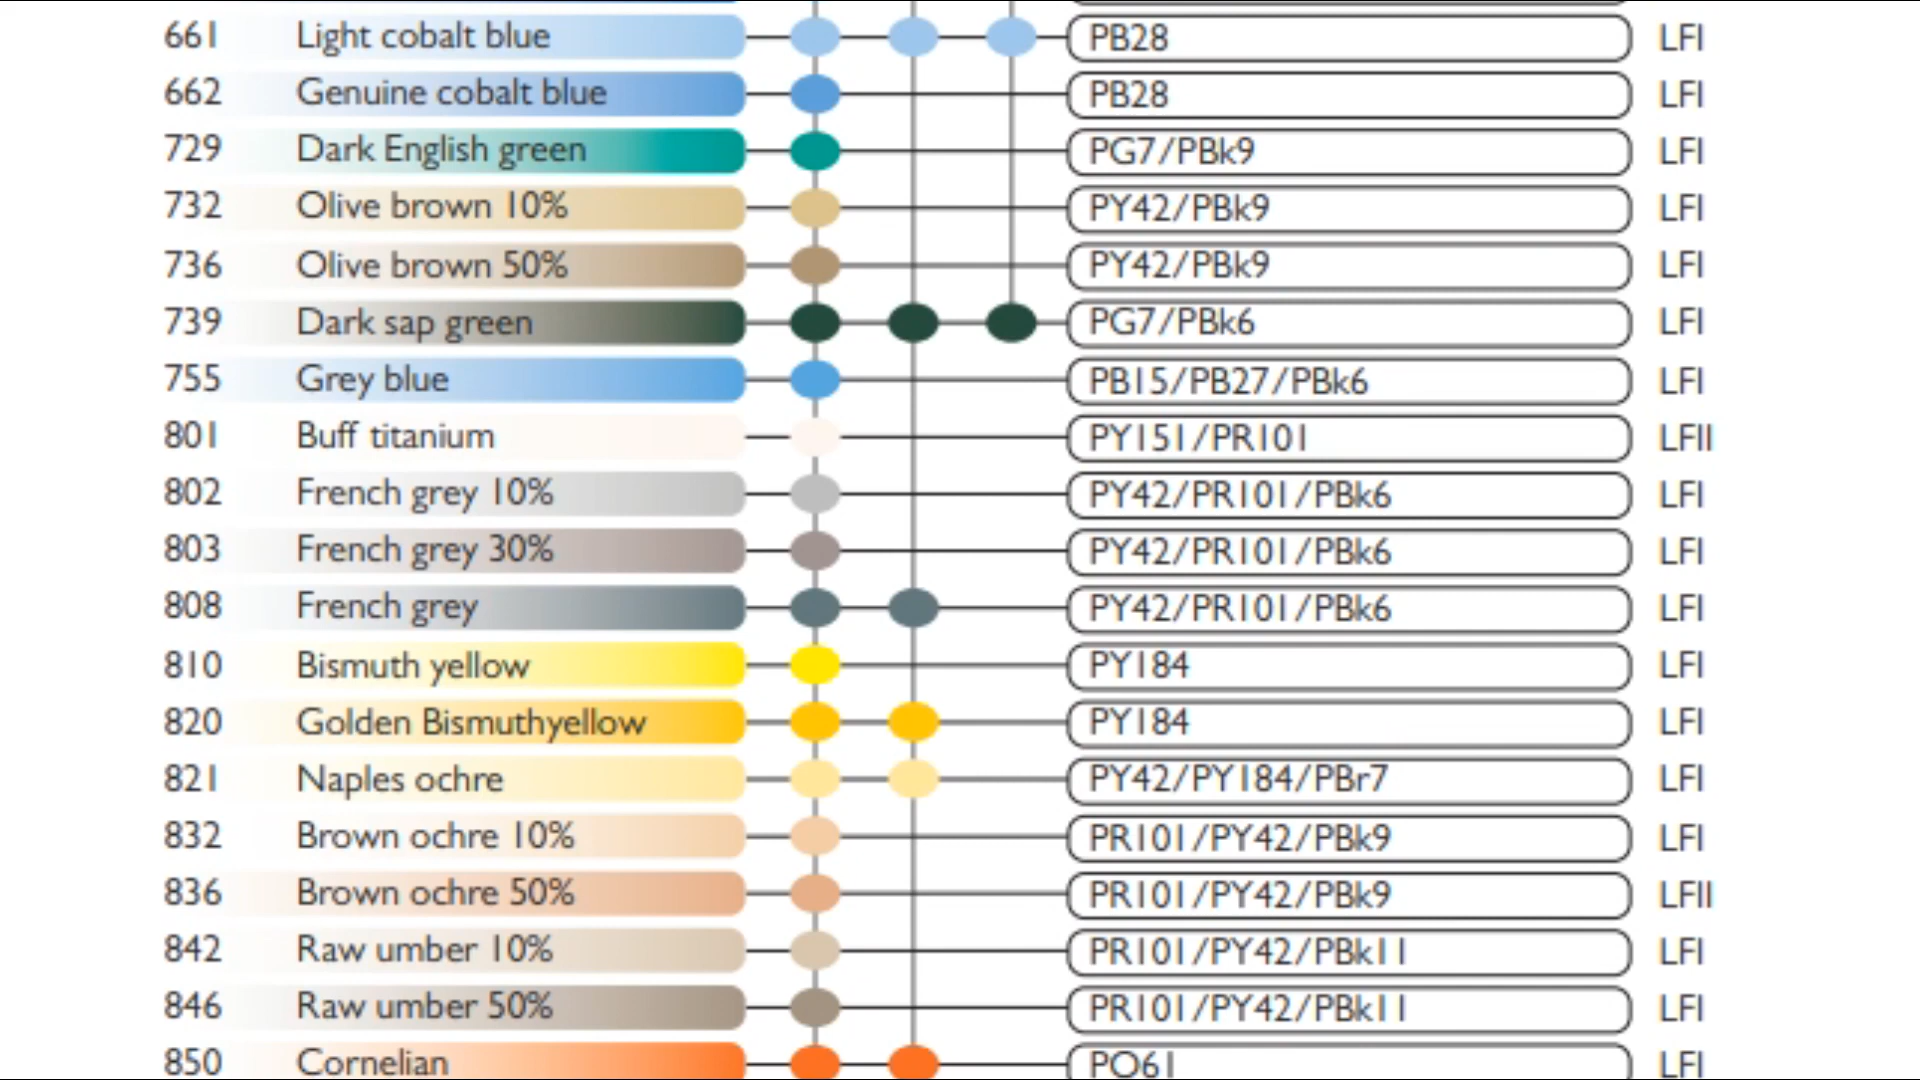 661 Light cobalt blue PB28 LFI
662 Genuine cobalt blue PB28 LFI
729 Dark English green PG7/PBk9 LFI
732 Olive brown 10% PY42/PBk9 LFI
736 Olive brown 50% PY42/PBk9 LFI
739 Dark sap green PG7/PBk6 LFI
755 Grey blue PB15/PB27/PBk6 LFI
801 Buff titanium PY151/PR101 LFII
802 French grey 10% PY42/PR101/PBk6 LFI
803 French grey 30% PY42/PR101/PBk6 LFI
808 French grey PY42/PR101/PBk6 LFI
810 Bismuth yellow PY184 LFI
820 Golden Bismuthyellow PY184 LFI
821 Naples ochre PY42/PY184/PBr7 LFI
832 Brown ochre 10% PR101/PY42/PBk9 LFI
836 Brown ochre 50% PR101/PY42/PBk9 LFII
842 Raw umber 10% PR101/PY42/PBk11 LFI
846 Raw umber 50% PR101/PY42/PBk11 LFI
850 Cornelian PO61 LFI